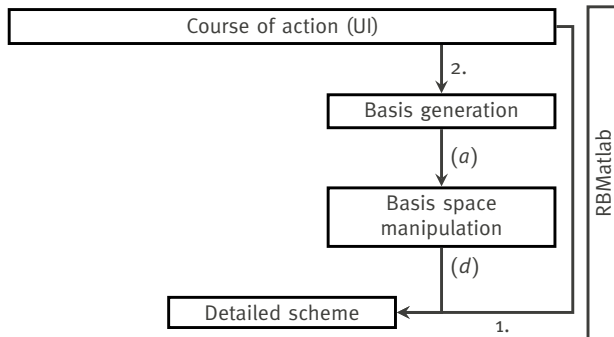 Course of action (UI)
2.
Basis generation
(a)
Basis space
manipulation
(d)
Detailed scheme
1.
RBMatlab